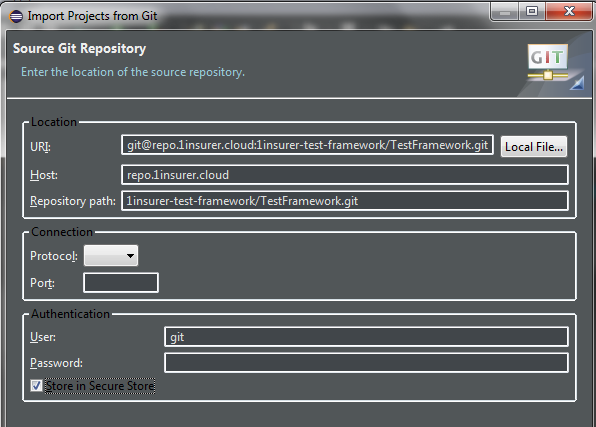 Import Projects from Git
Source Git Repository
Enter the location of the source repository.
GIT
Location
URI:
git@repo.1insurer.cloud:1insurer-test-framework/TestFramework.git
Local File...
Host:
repo.1insurer.cloud
Repository path:
1insurer-test-framework/TestFramework.git
Connection
Protocol:
Port:
Authentication
User:
git
Password:
Store in Secure Store